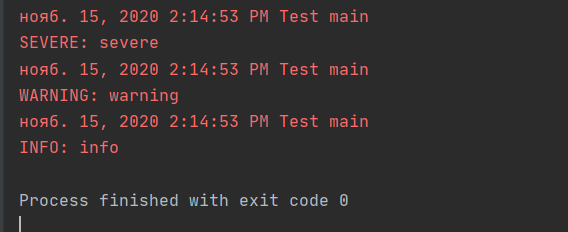 нояб. 15, 2020 2:14:53 PM Test main
SEVERE: severe
нояб. 15, 2020 2:14:53 PM Test main
WARNING: warning
нояб. 15, 2020 2:14:53 PM Test main
INFO: info
Process finished with exit code 0